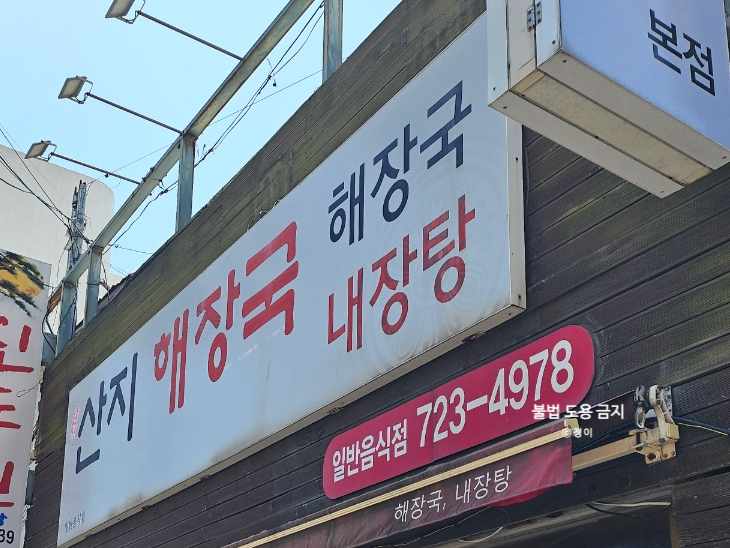 본점
산지 해장국
해장국
내장탕
일반음식점 723-4978
불법 도용 금지
해장국, 내장탕
39